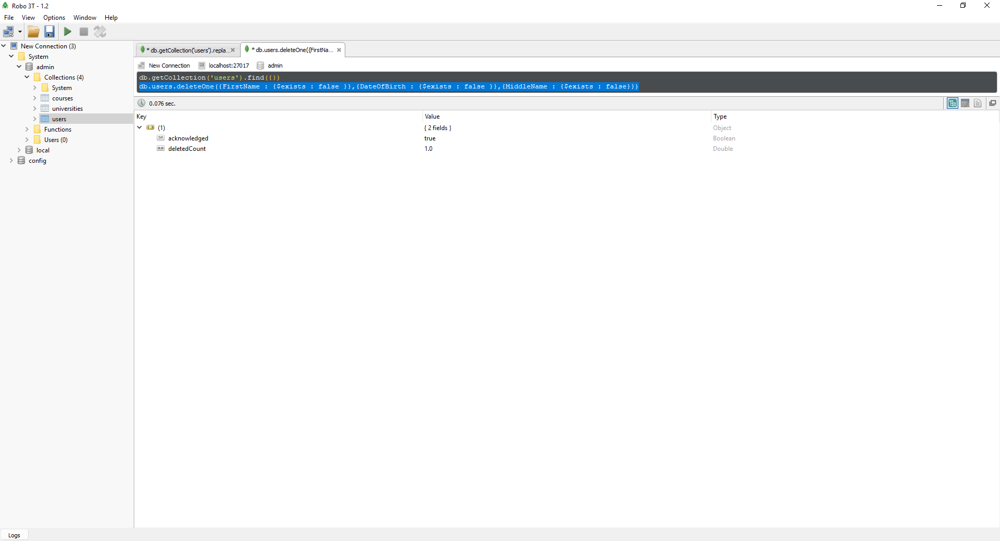 Robo 3T - 1.2
File View Options Window Help
New Connection (3)
System
admin
Collections (4)
System
courses
universities
users
Functions
Users (0)
local
config
* db.getCollection('users').repla... * db.users.deleteOne({FirstNa...
New Connection localhost:27017 admin
db.getCollection('users').find({})
db.users.deleteOne({FirstName : {$exists : false }},{DateOfBirth : {$exists : false }},{MiddleName : {$exists : false}})
0.076 sec.
Key Value Type
(1) { 2 fields } Object
acknowledged true Boolean
deletedCount 1.0 Double
Logs